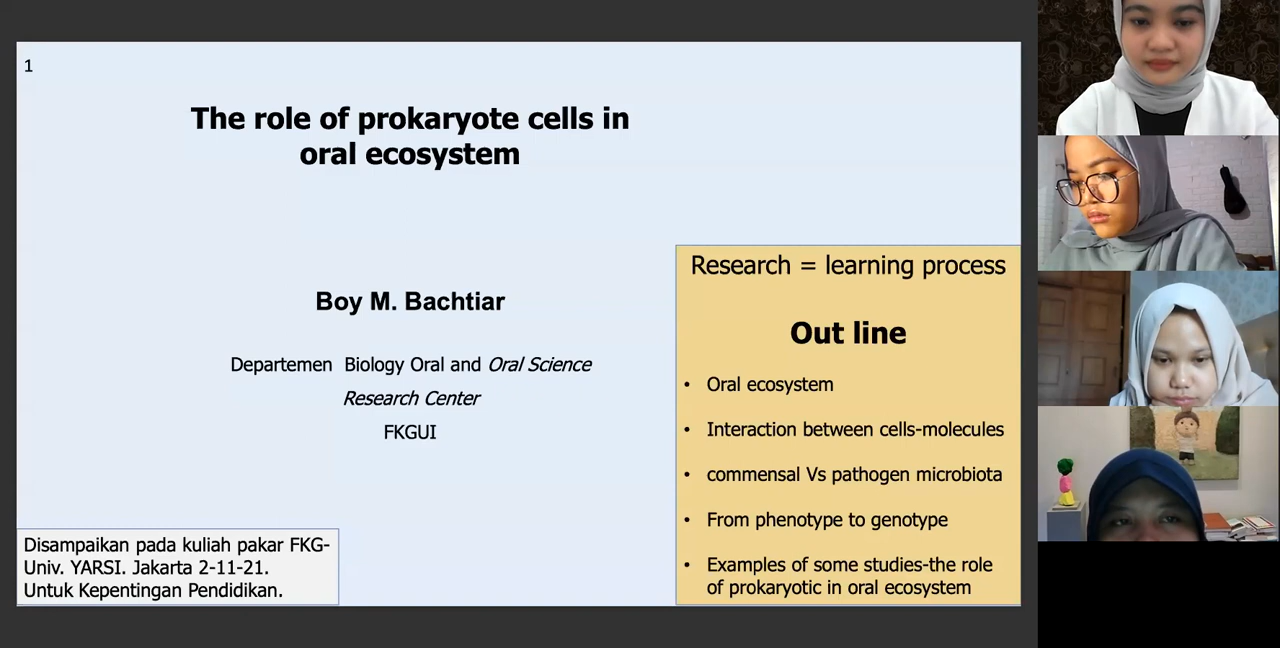 1
The role of prokaryote cells in
oral ecosystem
Boy M. Bachtiar
Departemen Biology Oral and Oral Science
Research Center
FKGUI
Disampaikan pada kuliah pakar FKG-
Univ. YARSI. Jakarta 2-11-21.
Untuk Kepentingan Pendidikan.
Research = learning process
Out line
• Oral ecosystem
• Interaction between cells-molecules
• commensal Vs pathogen microbiota
• From phenotype to genotype
• Examples of some studies-the role
of prokaryotic in oral ecosystem